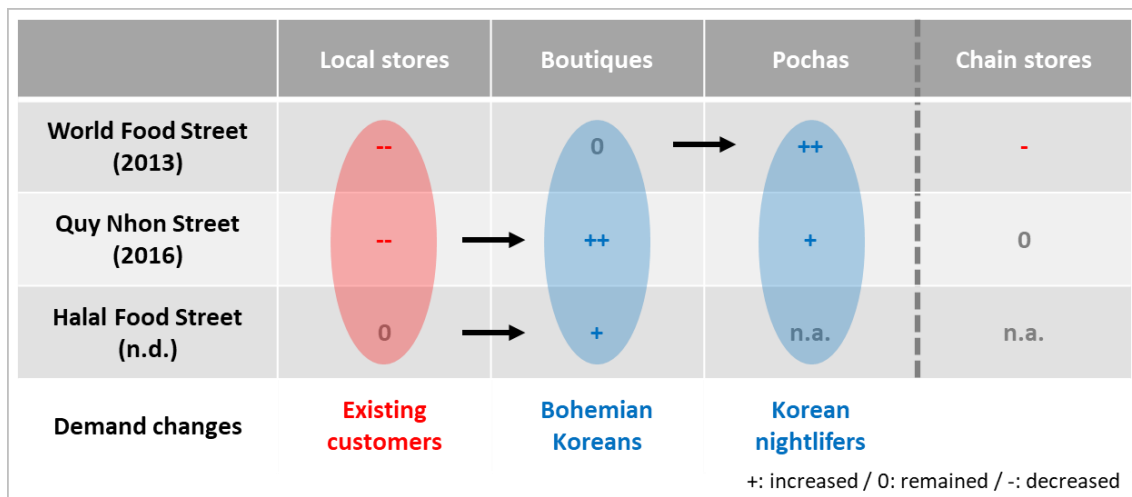 Local stores Boutiques Pochas Chain stores
World Food Street
(2013)
-- 0 ++ -
Quy Nhon Street
(2016)
-- ++ + 0
Halal Food Street
(n.d.)
0 + n.a. n.a.
Demand changes
Existing
customers
Bohemian
Koreans
Korean
nightlifers
+: increased / 0: remained / -: decreased